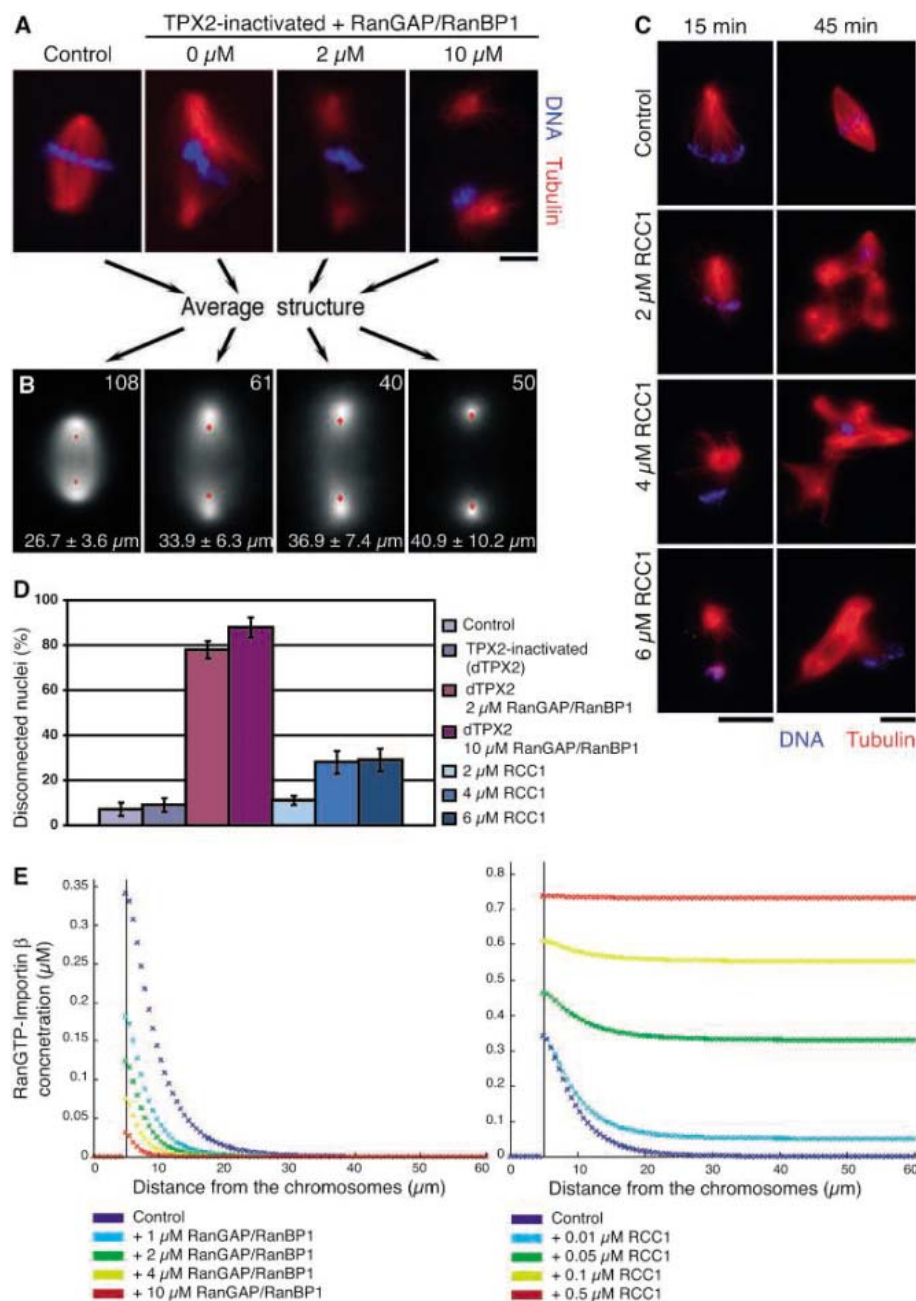 A
TPX2-inactivated + RanGAP/RanBP1
Control
0 µM
2 µM
10 µM
DNA Tubulin
Average structure
B
108
61
40
50
26.7 ± 3.6 µm
33.9 ± 6.3 µm
36.9 ± 7.4 µm
40.9 ± 10.2 µm
C
15 min
45 min
Control
2 µM RCC1
4 µM RCC1
6 µM RCC1
DNA
Tubulin
D
Disconnected nuclei (%)
100
80
60
40
20
0
Control
TPX2-inactivated
(dTPX2)
dTPX2
2 µM RanGAP/RanBP1
dTPX2
10 µM RanGAP/RanBP1
2 µM RCC1
4 µM RCC1
6 µM RCC1
E
RanGTP-Importin β
concnetration (µM)
0.35
0.3
0.25
0.2
0.15
0.1
0.05
0
0 10 20 30 40 50 60
Distance from the chromosomes (µm)
Control
+ 1 µM RanGAP/RanBP1
+ 2 µM RanGAP/RanBP1
+ 4 µM RanGAP/RanBP1
+ 10 µM RanGAP/RanBP1
0.8
0.7
0.6
0.5
0.4
0.3
0.2
0.1
0
0 10 20 30 40 50 60
Distance from the chromosomes (µm)
Control
+ 0.01 µM RCC1
+ 0.05 µM RCC1
+ 0.1 µM RCC1
+ 0.5 µM RCC1